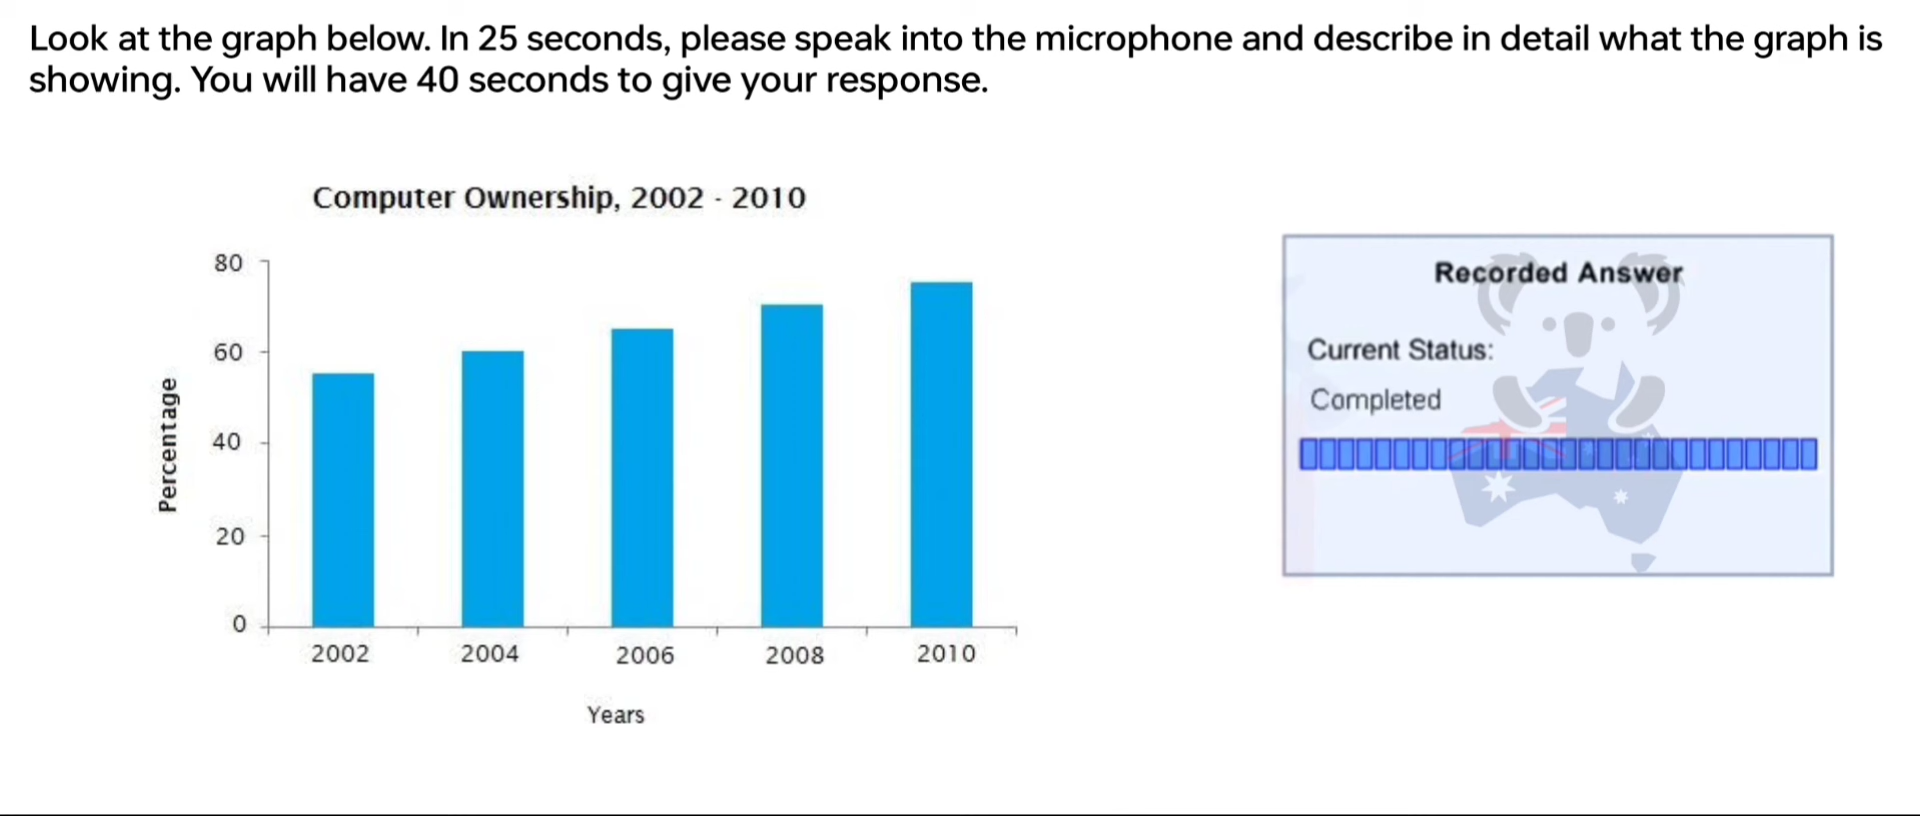 Look at the graph below. In 25 seconds, please speak into the microphone and describe in detail what the graph is
showing. You will have 40 seconds to give your response.
Computer Ownership, 2002 - 2010
80
60
40
20
0
Percentage
2002 2004 2006 2008 2010
Years
Recorded Answer
Current Status:
Completed